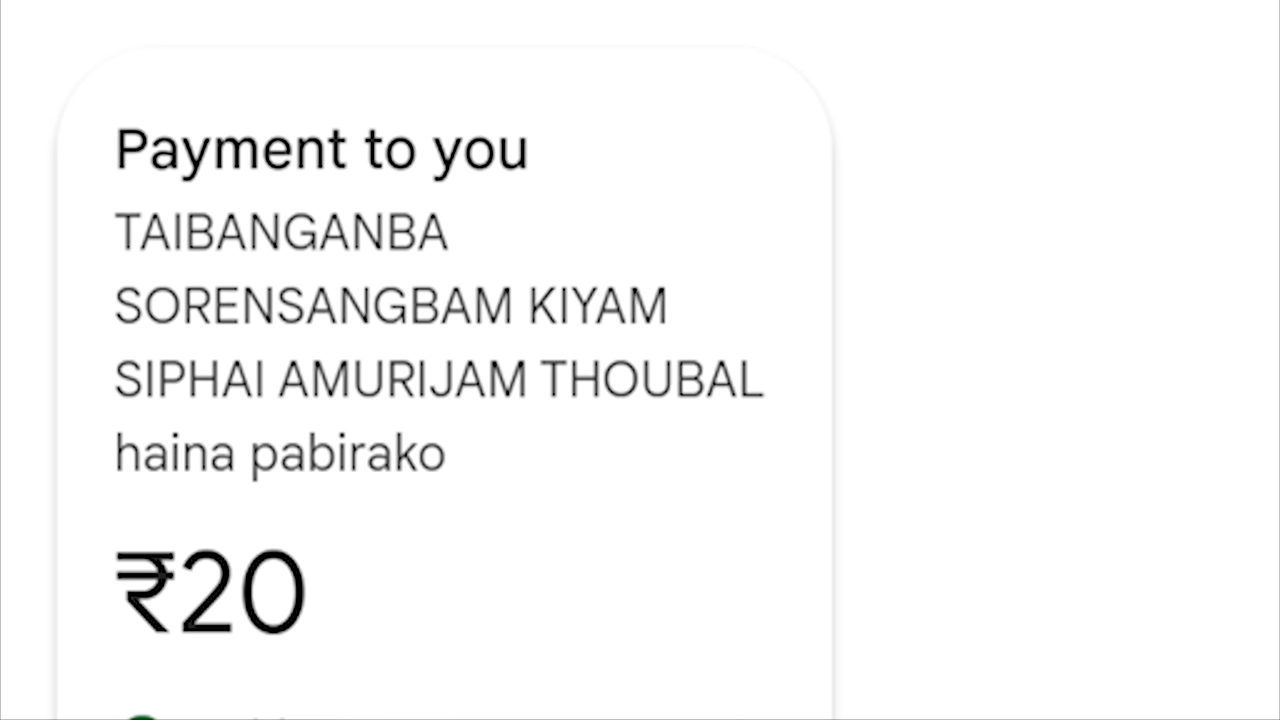 Payment to you
TAIBANGANBA
SORENSANGBAM KIYAM
SIPHAI AMURIJAM THOUBAL
haina pabirako
₹20